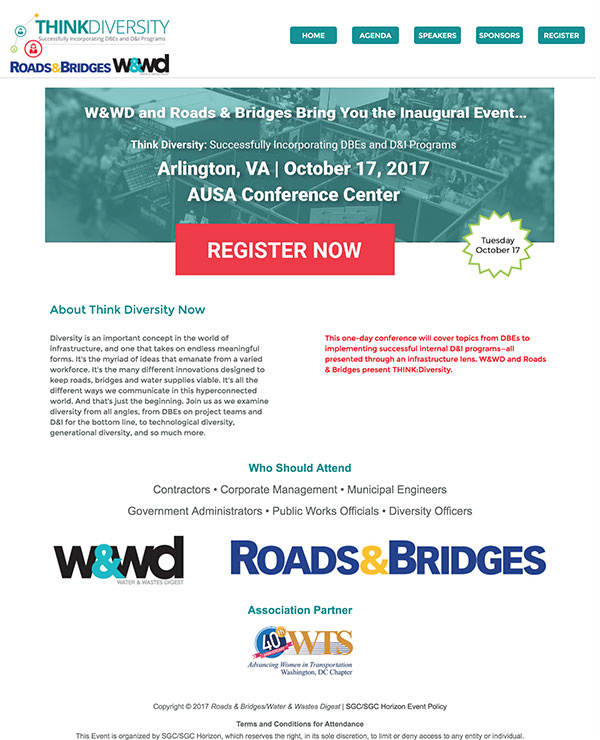 THINKDIVERSITY
Successfully Incorporating DBEs and D&I Programs
ROADS&BRIDGES W&WD
HOME
AGENDA
SPEAKERS
SPONSORS
REGISTER
W&WD and Roads & Bridges Bring You the Inaugural Event...
Think Diversity: Successfully Incorporating DBEs and D&I Programs
Arlington, VA | October 17, 2017
AUSA Conference Center
REGISTER NOW
Tuesday
October 17
About Think Diversity Now
Diversity is an important concept in the world of
infrastructure, and one that takes on endless meaningful
forms. It's the myriad of ideas that emanate from a varied
workforce. It's the many different innovations designed to
keep roads, bridges and water supplies viable. It's all the
different ways we communicate in this hyperconnected
world. And that's just the beginning. Join us as we examine
diversity from all angles, from DBEs on project teams and
D&I for the bottom line, to technological diversity,
generational diversity, and so much more.
This one-day conference will cover topics from DBEs to
implementing successful internal D&I programs—all
presented through an infrastructure lens. W&WD and Roads
& Bridges present THINK:Diversity.
Who Should Attend
Contractors • Corporate Management • Municipal Engineers
Government Administrators • Public Works Officials • Diversity Officers
W&wd
WATER & WASTES DIGEST
ROADS&BRIDGES
Association Partner
40th WTS
Advancing Women in Transportation
Washington, DC Chapter
Copyright © 2017 Roads & Bridges/Water & Wastes Digest | SGC/SGC Horizon Event Policy
Terms and Conditions for Attendance
This Event is organized by SGC/SGC Horizon, which reserves the right, in its sole discretion, to limit or deny access to any entity or individual.